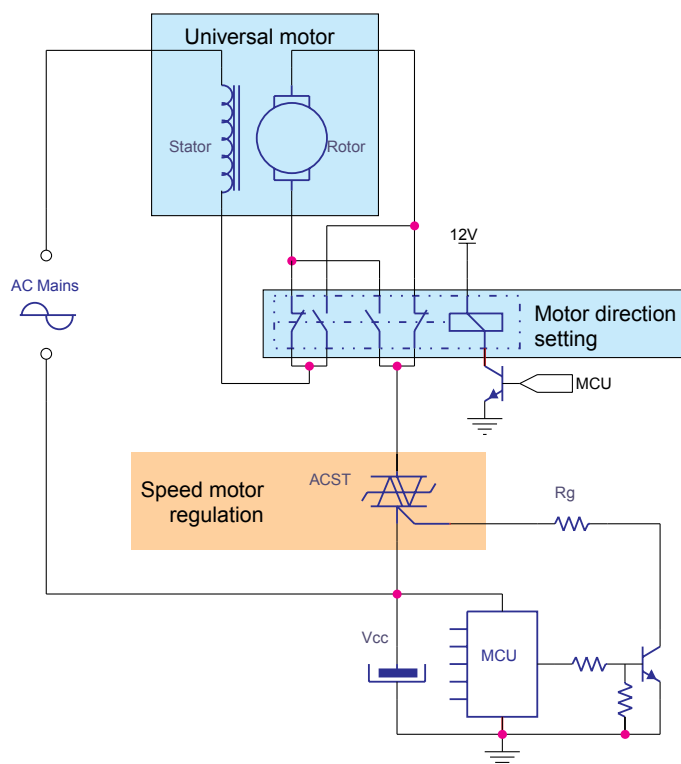 Universal motor
Stator
Rotor
12V
AC Mains
Motor direction
setting
MCU
ACST
Speed motor
regulation
Rg
Vcc
MCU